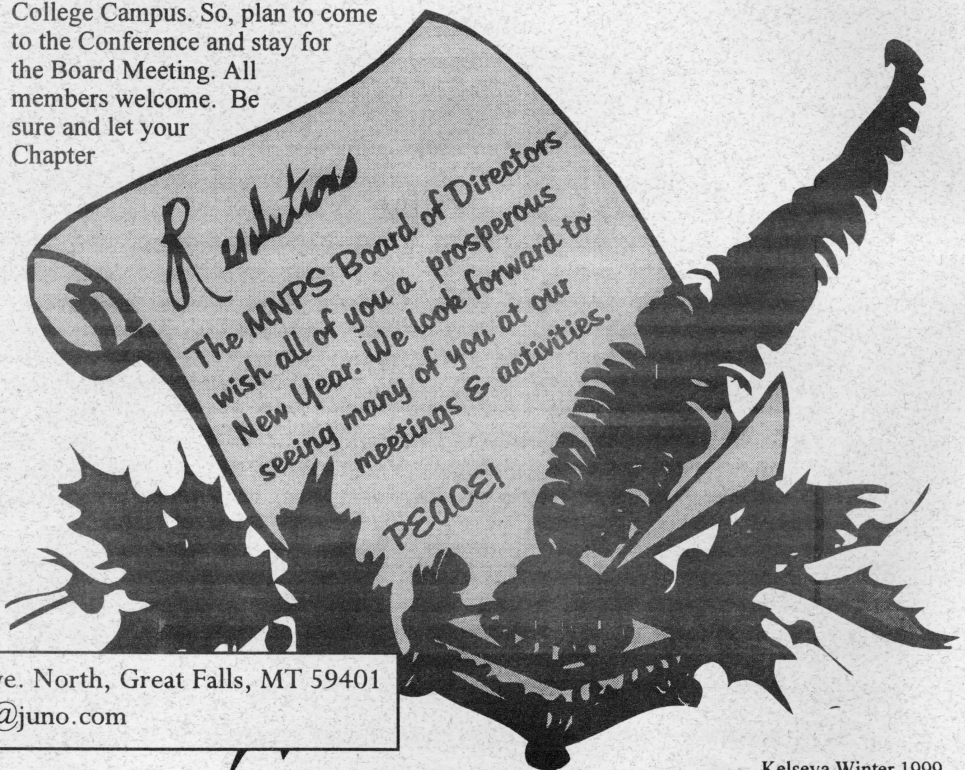 College Campus. So, plan to come
to the Conference and stay for
the Board Meeting. All
members welcome. Be
sure and let your
Chapter
Resolutions
The MNPS Board of Directors
wish all of you a prosperous
New Year. We look forward to
seeing many of you at our
meetings & activities.
PEACE!
ve. North, Great Falls, MT 59401
@juno.com
Kelseya Winter 1999